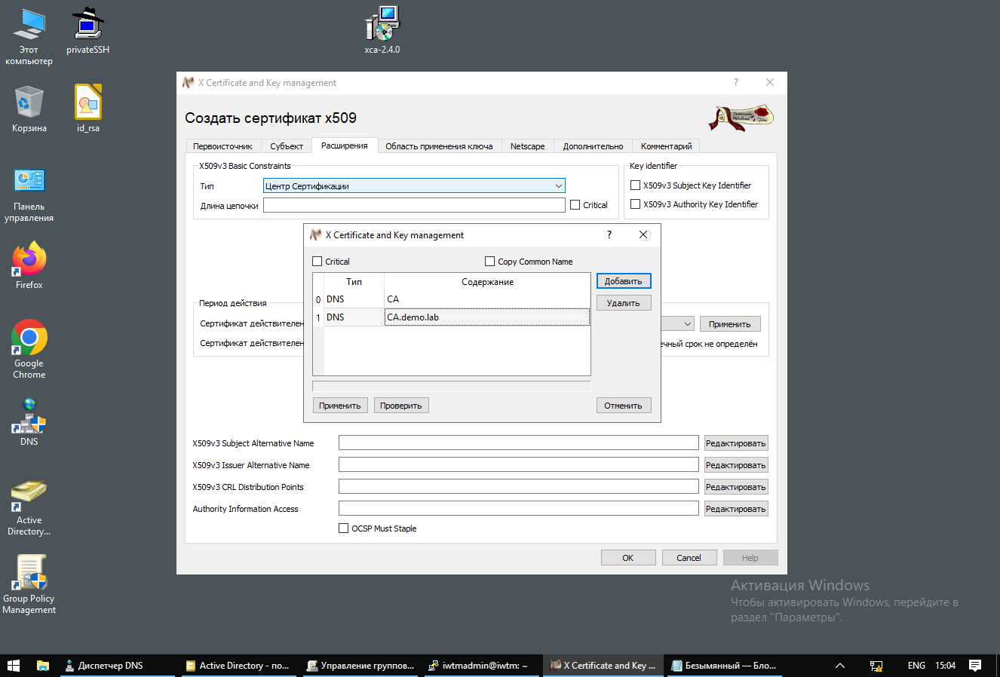 Этот
компьютер
privateSSH
xca-2.4.0
Корзина
id_rsa
Панель
управления
Firefox
Google
Chrome
DNS
Active
Directory...
Group Policy
Management
X Certificate and Key management
?
Создать сертификат x509
Первоисточник
Субъект
Расширения
Область применения ключа
Netscape
Дополнительно
Комментарий
X509v3 Basic Constraints
Тип
Центр Сертификации
Длина цепочки
Critical
Key identifier
X509v3 Subject Key Identifier
X509v3 Authority Key Identifier
X Certificate and Key management
?
Critical
Copy Common Name
Тип
Содержание
Добавить
0 DNS CA
Удалить
1 DNS CA.demo.lab
Применить
Проверить
Отменить
Период действия
Сертификат действителен
Применить
Сертификат действителен
ечный срок не определён
X509v3 Subject Alternative Name
Редактировать
X509v3 Issuer Alternative Name
Редактировать
X509v3 CRL Distribution Points
Редактировать
Authority Information Access
Редактировать
OCSP Must Staple
OK
Cancel
Help
Активация Windows
Чтобы активировать Windows, перейдите в
раздел "Параметры".
Диспетчер DNS
Active Directory - по...
Управление группов...
iwtmadmin@iwtm: ~
X Certificate and Key ...
Безымянный — Бло...
ENG
15:04